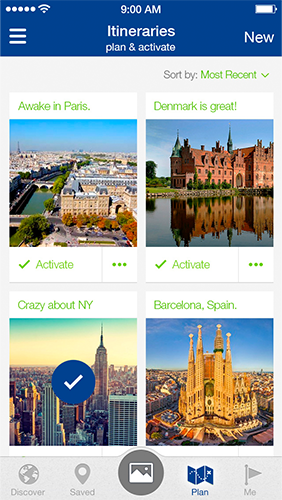 9:00 AM
Itineraries
plan & activate
New
Sort by: Most Recent
Awake in Paris.
Denmark is great!
Activate
Activate
Crazy about NY
Barcelona, Spain.
Discover
Saved
Plan
Me